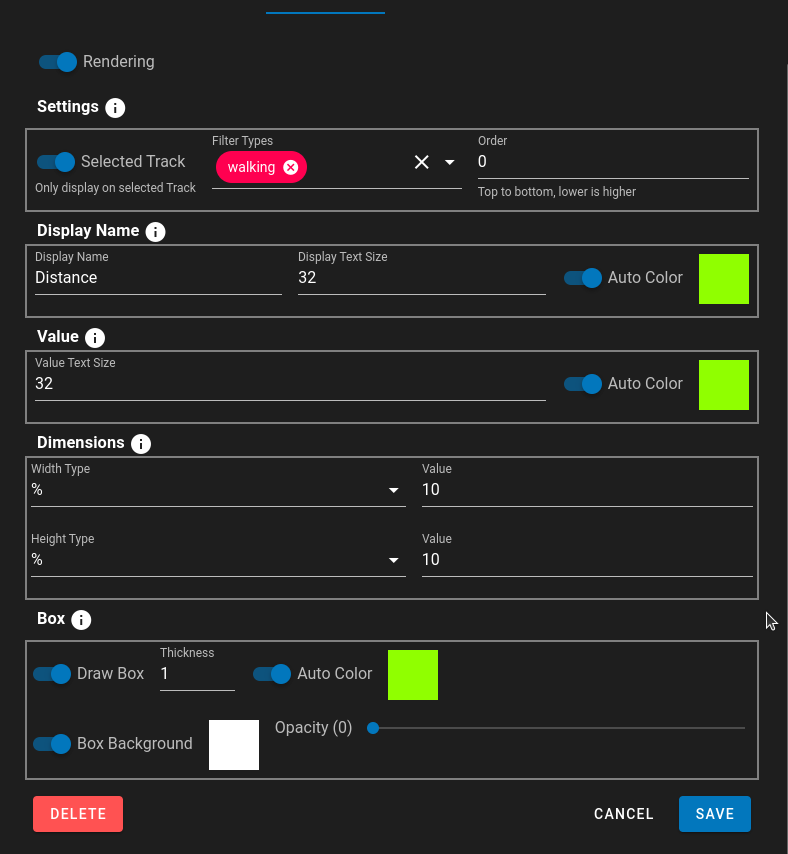 Rendering
Settings
Selected Track
Only display on selected Track
Filter Types
walking
Order
0
Top to bottom, lower is higher
Display Name
Display Name
Distance
Display Text Size
32
Auto Color
Value
Value Text Size
32
Auto Color
Dimensions
Width Type
%
Value
10
Height Type
%
Value
10
Box
Draw Box
Thickness
1
Auto Color
Box Background
Opacity (0)
DELETE
CANCEL
SAVE